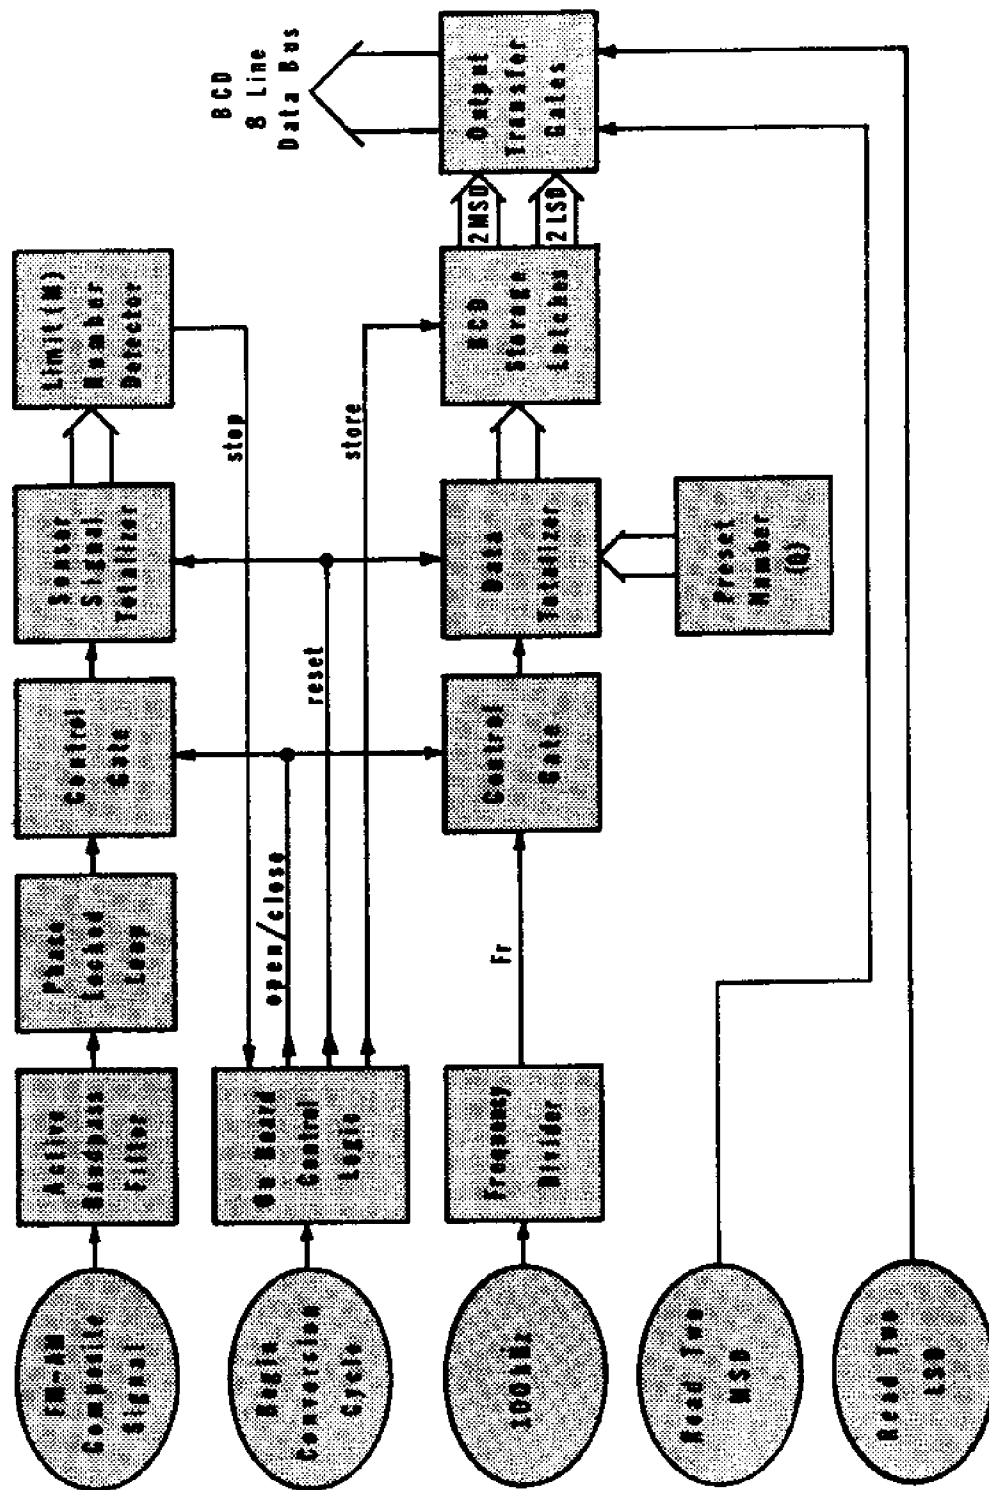 FM-AM
Composite
Signal
Active
Bandpass
Filter
Phase
Locked
Loop
Control
Gate
Sensor
Signal
Totalizer
Limit(N)
Number
Detector
Begin
Conversion
Cycle
On Board
Control
Logic
stop
open/close
reset
store
100kHz
Frequency
Divider
Fr
Control
Gate
Data
Totalizer
BCD
Storage
Latches
2MSD
2LSD
Output
Transfer
Gates
BCD
8 Line
Data Bus
Preset
Number
Read Two
MSD
Read Two
LSD